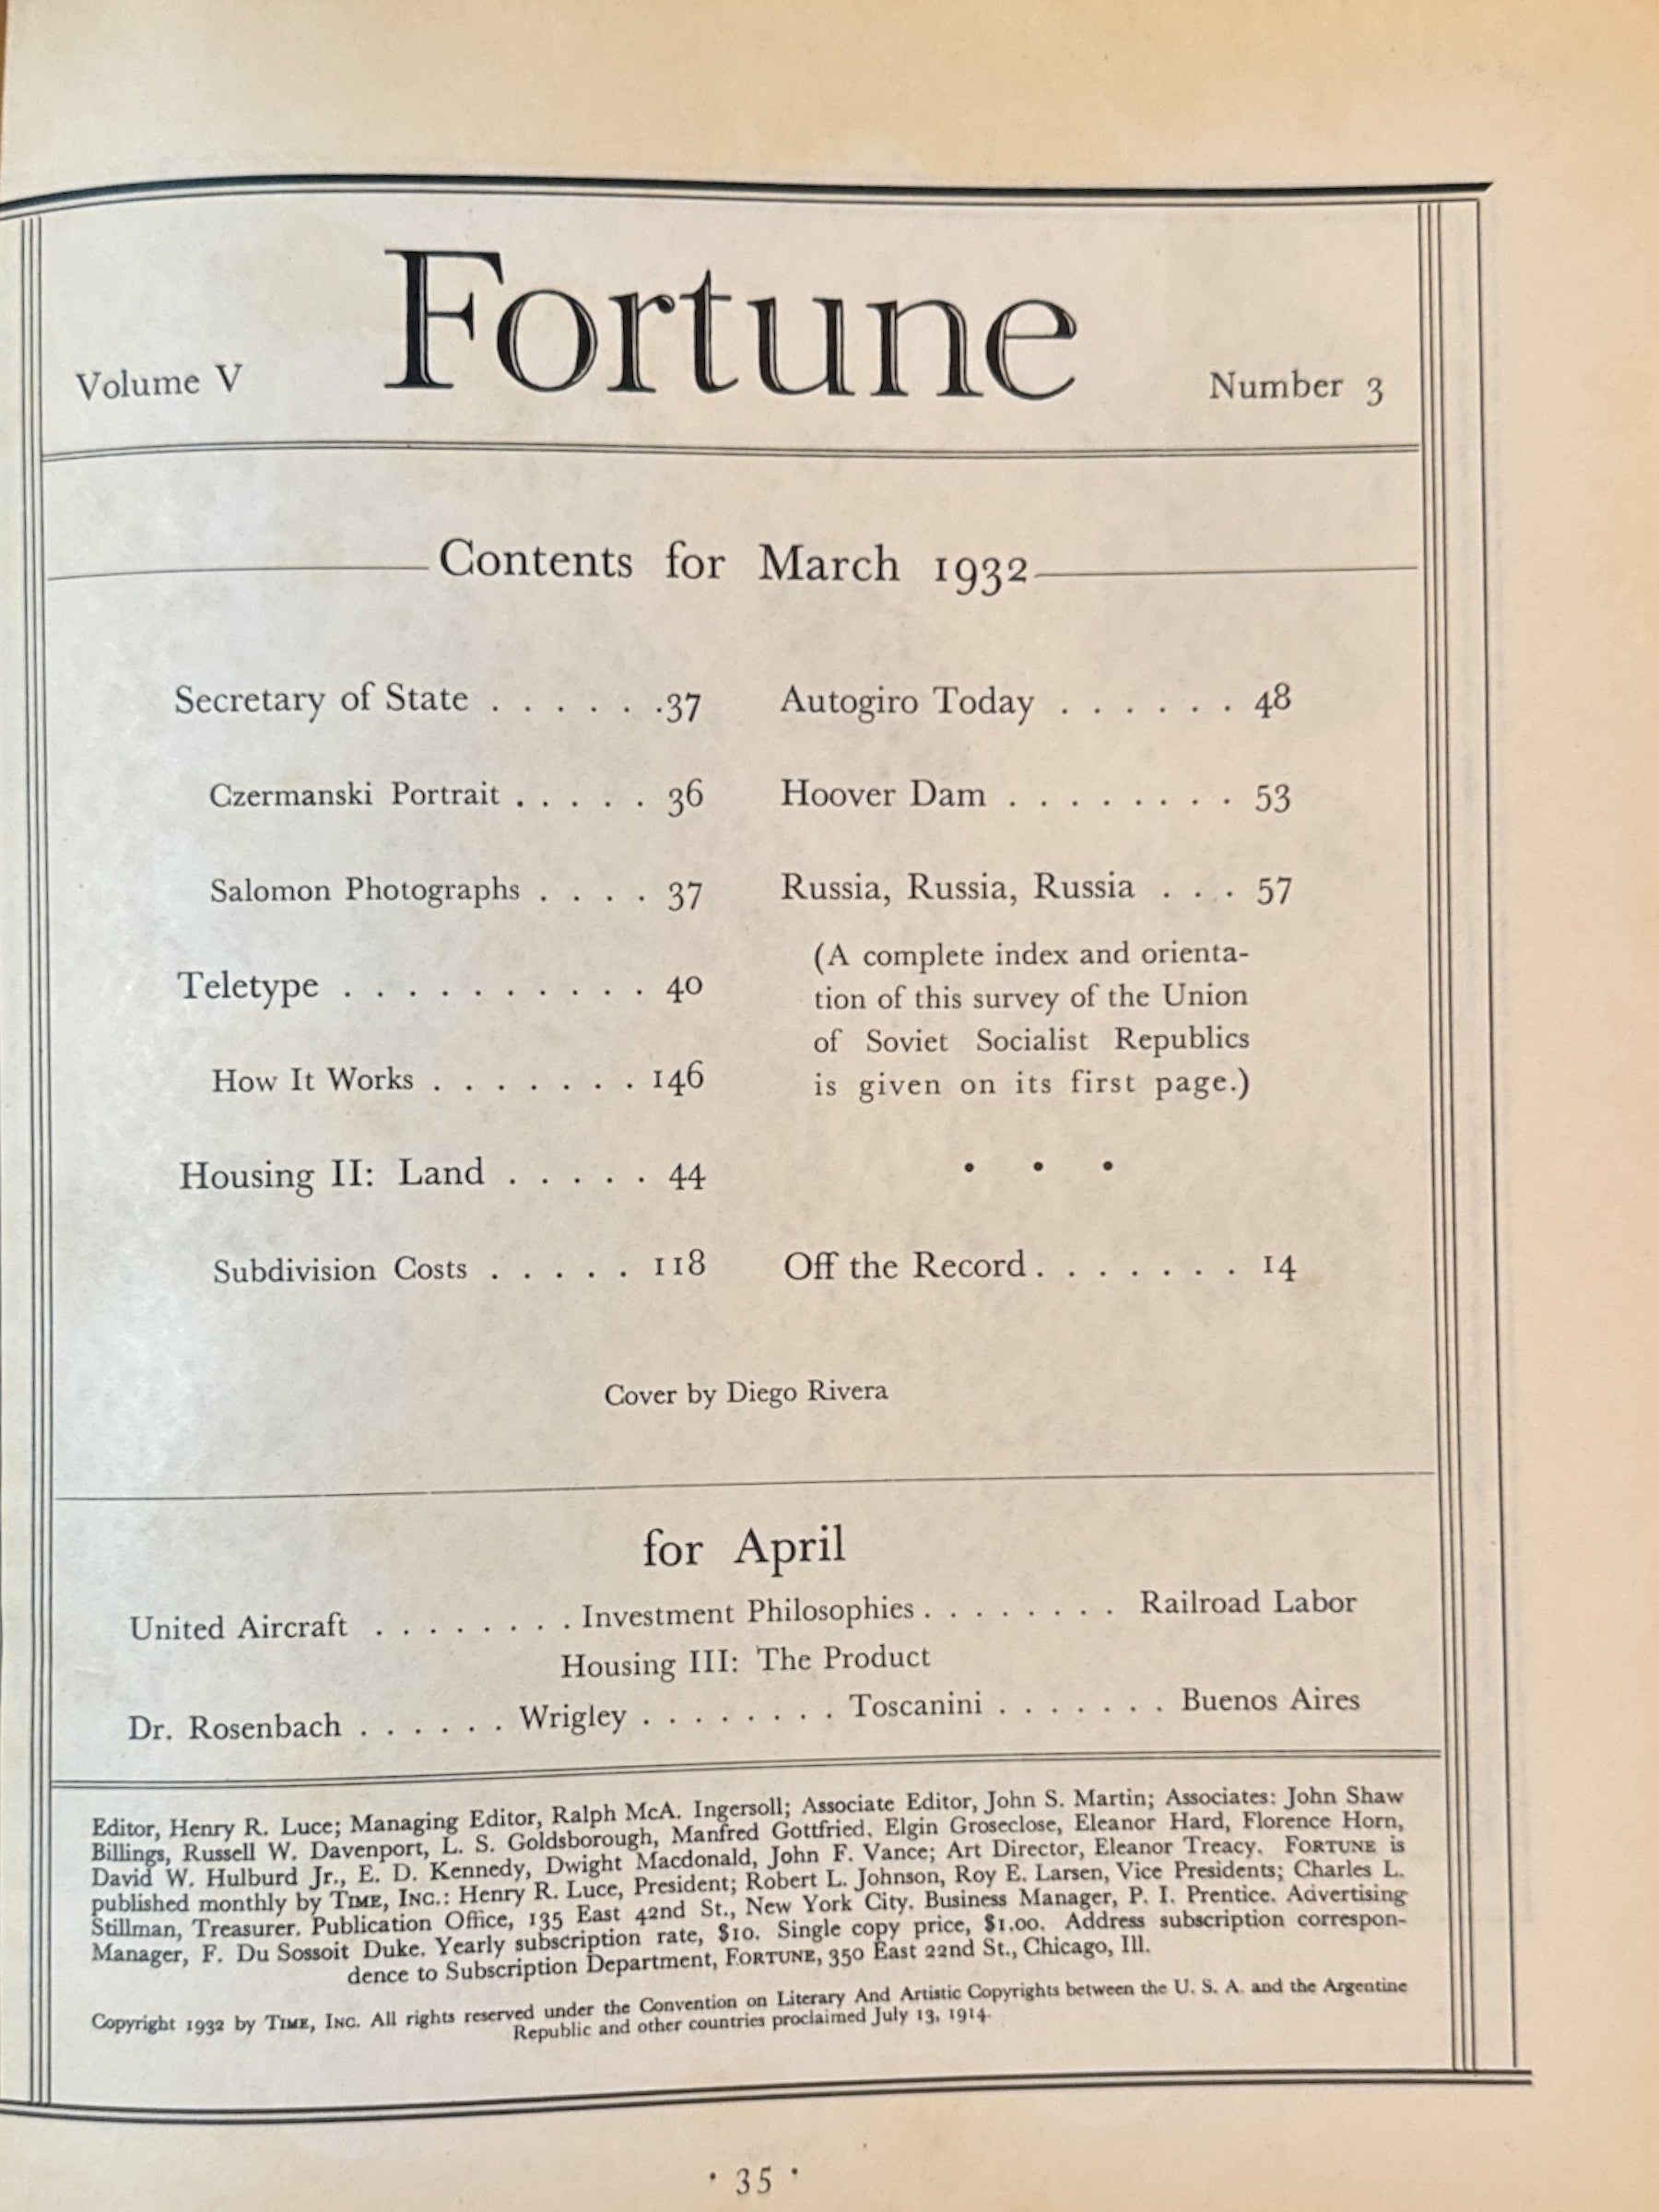 Fortune
Volume V
Number 3
Contents for March 1932
Secretary of State . . . . . . .37
Czermanski Portrait . . . . . 36
Salomon Photographs . . . . 37
Teletype . . . . . . . . . . . 40
How It Works . . . . . . . 146
Housing II: Land . . . . . 44
Subdivision Costs . . . . . 118
Autogiro Today . . . . . . 48
Hoover Dam . . . . . . . . 53
Russia, Russia, Russia . . . 57
(A complete index and orienta-
tion of this survey of the Union
of Soviet Socialist Republics
is given on its first page.)
• • •
Off the Record. . . . . . . 14
Cover by Diego Rivera
for April
United Aircraft . . . . . . . . Investment Philosophies . . . . . . . . Railroad Labor
Housing III: The Product
Dr. Rosenbach . . . . . . Wrigley . . . . . . . . Toscanini . . . . . . . Buenos Aires
Editor, Henry R. Luce; Managing Editor, Ralph McA. Ingersoll; Associate Editor, John S. Martin; Associates: John Shaw
Billings, Russell W. Davenport, L. S. Goldsborough, Manfred Gottfried, Elgin Groseclose, Eleanor Hard, Florence Horn,
David W. Hulburd Jr., E. D. Kennedy, Dwight Macdonald, John F. Vance; Art Director, Eleanor Treacy. FORTUNE is
published monthly by TIME, INC.: Henry R. Luce, President; Robert L. Johnson, Roy E. Larsen, Vice Presidents; Charles L.
Stillman, Treasurer. Publication Office, 135 East 42nd St., New York City. Business Manager, P. I. Prentice. Advertising
Manager, F. Du Sossoit Duke. Yearly subscription rate, $10. Single copy price, $1.00. Address subscription correspon-
dence to Subscription Department, FORTUNE, 350 East 22nd St., Chicago, Ill.
Copyright 1932 by TIME, INC. All rights reserved under the Convention on Literary And Artistic Copyrights between the U. S. A. and the Argentine
Republic and other countries proclaimed July 13, 1914.
· 35 ·